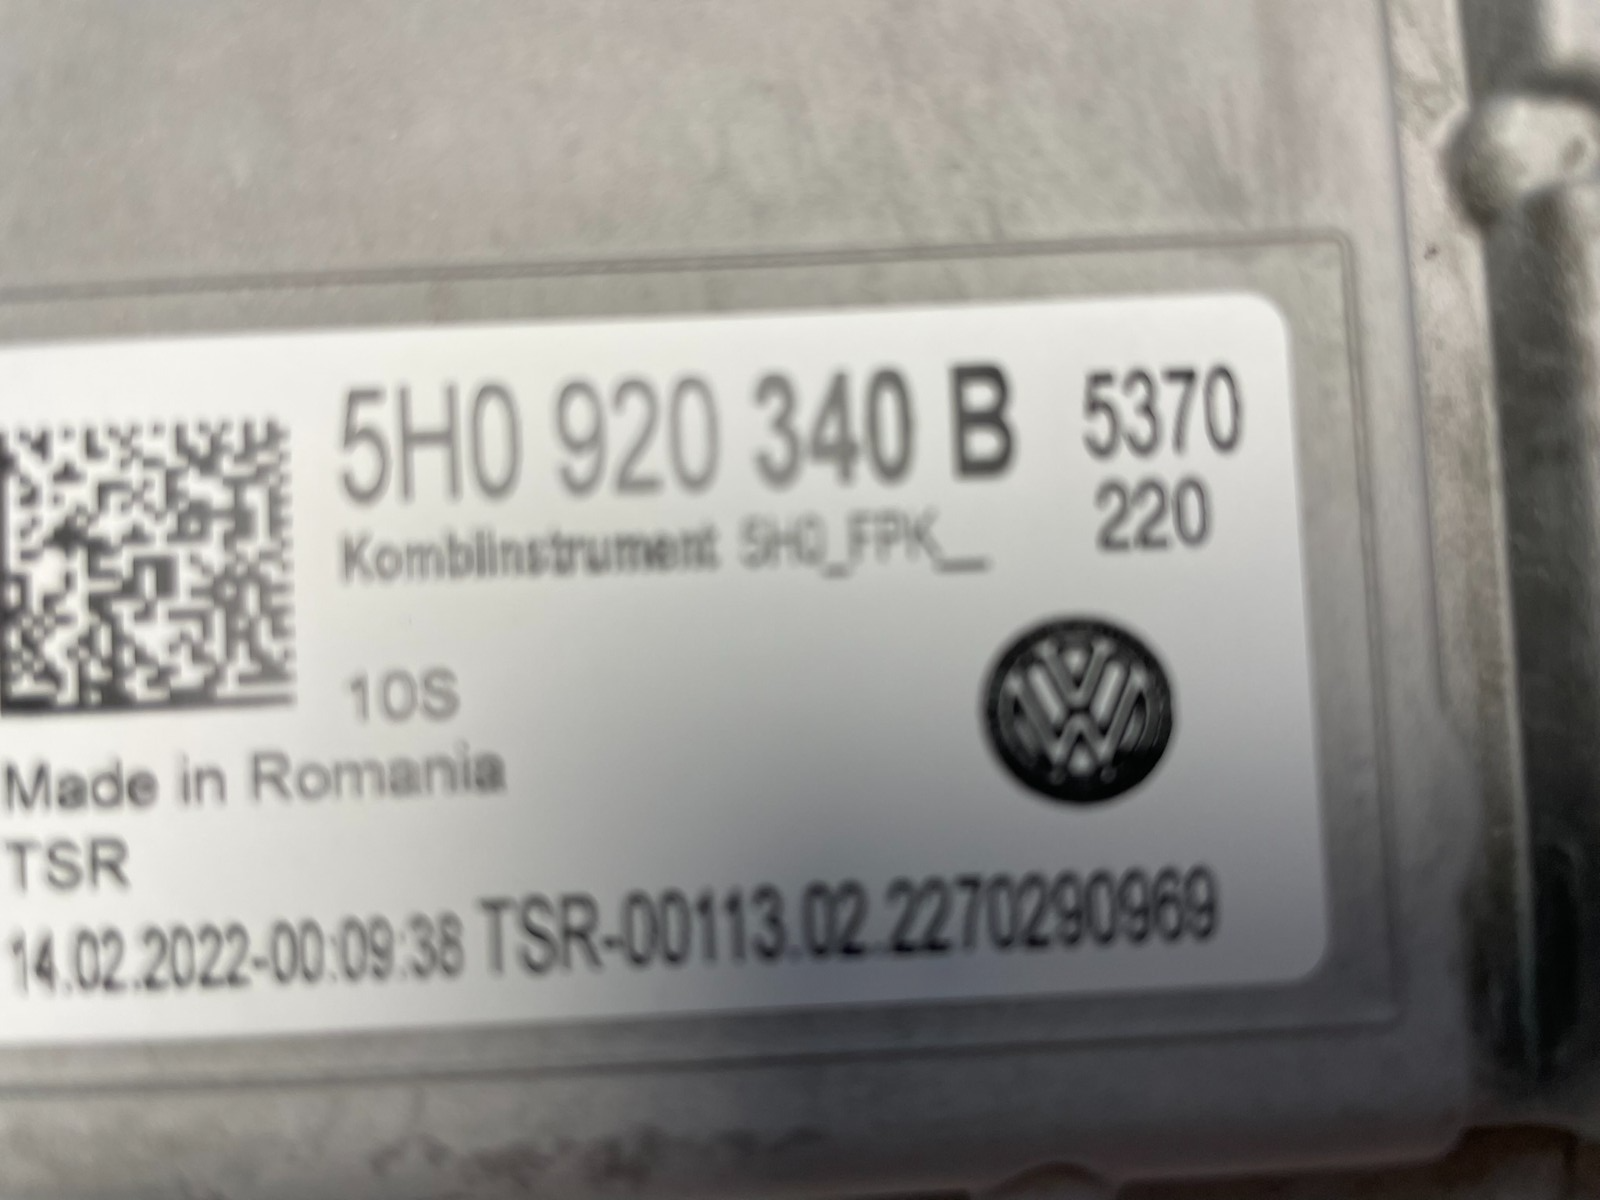 5H0 920 340 B 5370
220
Kombiinstrument 5H0_FPK__
10S
Made in Romania
TSR
14.02.2022-00:09:38 TSR-00113.02.2270290969